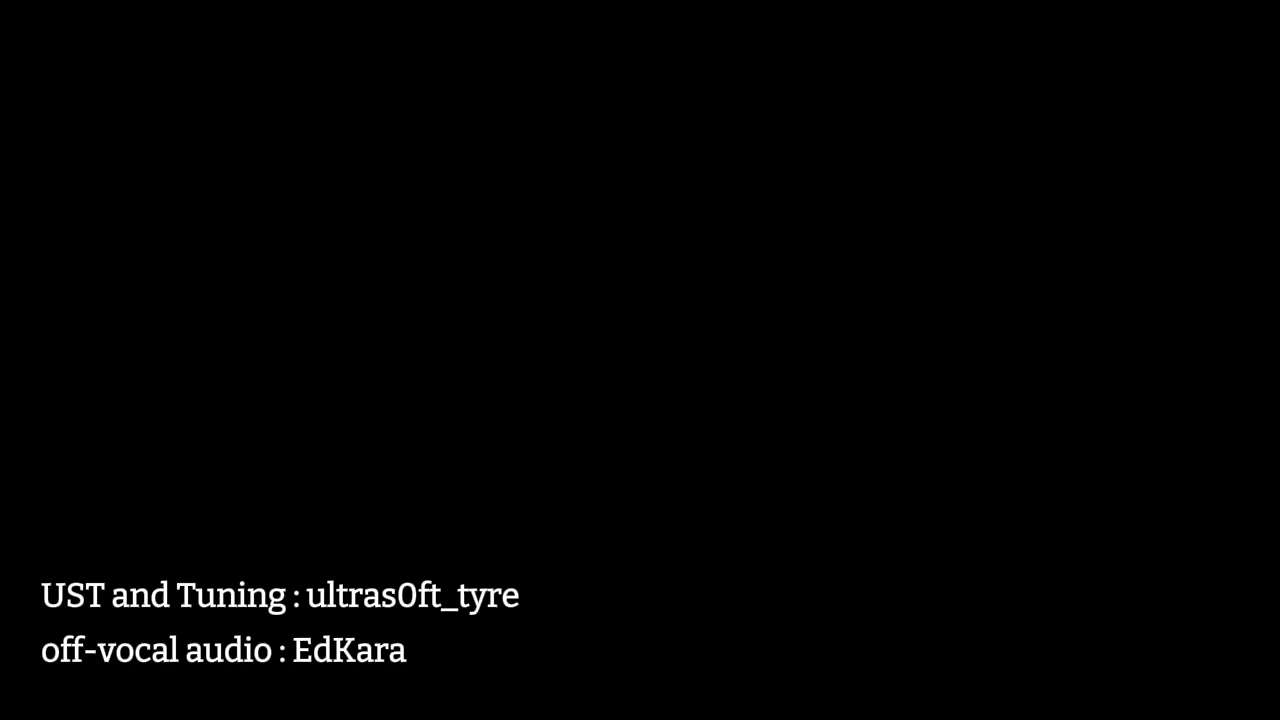 UST and Tuning : ultras0ft_tyre
off-vocal audio : EdKara